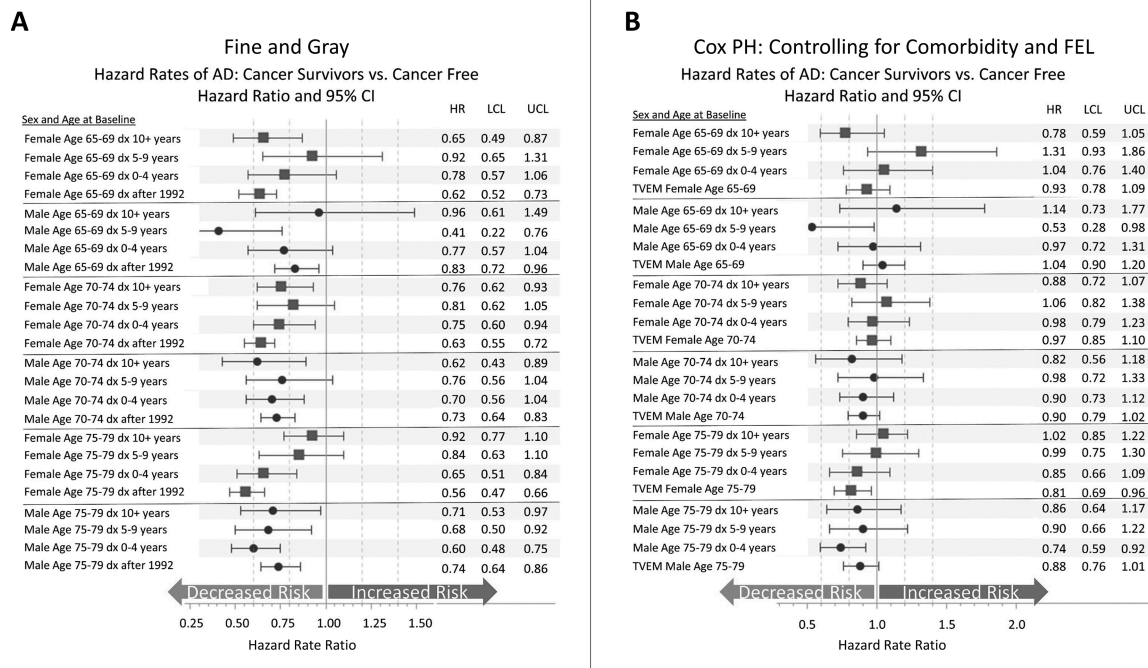 A
Fine and Gray
Hazard Rates of AD: Cancer Survivors vs. Cancer Free
Hazard Ratio and 95% CI
HR LCL UCL
Sex and Age at Baseline
Female Age 65-69 dx 10+ years 0.65 0.49 0.87
Female Age 65-69 dx 5-9 years 0.92 0.65 1.31
Female Age 65-69 dx 0-4 years 0.78 0.57 1.06
Female Age 65-69 dx after 1992 0.62 0.52 0.73
Male Age 65-69 dx 10+ years 0.96 0.61 1.49
Male Age 65-69 dx 5-9 years 0.41 0.22 0.76
Male Age 65-69 dx 0-4 years 0.77 0.57 1.04
Male Age 65-69 dx after 1992 0.83 0.72 0.96
Female Age 70-74 dx 10+ years 0.76 0.62 0.93
Female Age 70-74 dx 5-9 years 0.81 0.62 1.05
Female Age 70-74 dx 0-4 years 0.75 0.60 0.94
Female Age 70-74 dx after 1992 0.63 0.55 0.72
Male Age 70-74 dx 10+ years 0.62 0.43 0.89
Male Age 70-74 dx 5-9 years 0.76 0.56 1.04
Male Age 70-74 dx 0-4 years 0.70 0.56 1.04
Male Age 70-74 dx after 1992 0.73 0.64 0.83
Female Age 75-79 dx 10+ years 0.92 0.77 1.10
Female Age 75-79 dx 5-9 years 0.84 0.63 1.10
Female Age 75-79 dx 0-4 years 0.65 0.51 0.84
Female Age 75-79 dx after 1992 0.56 0.47 0.66
Male Age 75-79 dx 10+ years 0.71 0.53 0.97
Male Age 75-79 dx 5-9 years 0.68 0.50 0.92
Male Age 75-79 dx 0-4 years 0.60 0.48 0.75
Male Age 75-79 dx after 1992 0.74 0.64 0.86
Decreased Risk Increased Risk
0.25 0.50 0.75 1.00 1.25 1.50
Hazard Rate Ratio
B
Cox PH: Controlling for Comorbidity and FEL
Hazard Rates of AD: Cancer Survivors vs. Cancer Free
Hazard Ratio and 95% CI
HR LCL UCL
Sex and Age at Baseline
Female Age 65-69 dx 10+ years 0.78 0.59 1.05
Female Age 65-69 dx 5-9 years 1.31 0.93 1.86
Female Age 65-69 dx 0-4 years 1.04 0.76 1.40
TVEM Female Age 65-69 0.93 0.78 1.09
Male Age 65-69 dx 10+ years 1.14 0.73 1.77
Male Age 65-69 dx 5-9 years 0.53 0.28 0.98
Male Age 65-69 dx 0-4 years 0.97 0.72 1.31
TVEM Male Age 65-69 1.04 0.90 1.20
Female Age 70-74 dx 10+ years 0.88 0.72 1.07
Female Age 70-74 dx 5-9 years 1.06 0.82 1.38
Female Age 70-74 dx 0-4 years 0.98 0.79 1.23
TVEM Female Age 70-74 0.97 0.85 1.10
Male Age 70-74 dx 10+ years 0.82 0.56 1.18
Male Age 70-74 dx 5-9 years 0.98 0.72 1.33
Male Age 70-74 dx 0-4 years 0.90 0.73 1.12
TVEM Male Age 70-74 0.90 0.79 1.02
Female Age 75-79 dx 10+ years 1.02 0.85 1.22
Female Age 75-79 dx 5-9 years 0.99 0.75 1.30
Female Age 75-79 dx 0-4 years 0.85 0.66 1.09
TVEM Female Age 75-79 0.81 0.69 0.96
Male Age 75-79 dx 10+ years 0.86 0.64 1.17
Male Age 75-79 dx 5-9 years 0.90 0.66 1.22
Male Age 75-79 dx 0-4 years 0.74 0.59 0.92
TVEM Male Age 75-79 0.88 0.76 1.01
Decreased Risk Increased Risk
0.5 1.0 1.5 2.0
Hazard Rate Ratio